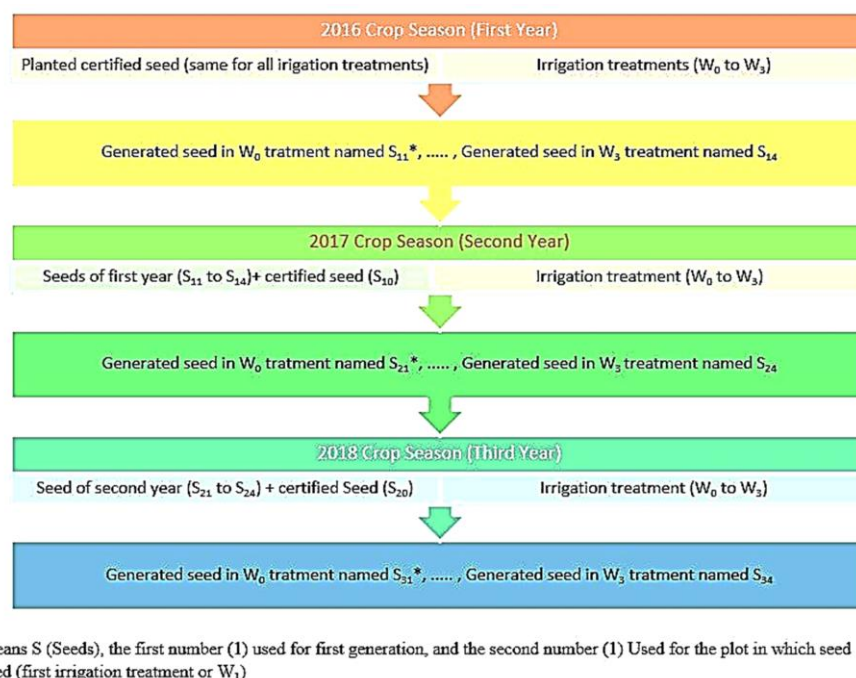 2016 Crop Season (First Year)
Planted certified seed (same for all irigation treatments) Irrigation treatments (W₀ to W₃)
Generated seed in W₀ tratment named S₁₁*, ..... , Generated seed in W₃ treatment named S₁₄
2017 Crop Season (Second Year)
Seeds of first year (S₁₁ to S₁₄)+ certified seed (S₁₀) Irrigation treatment (W₀ to W₃)
Generated seed in W₀ tratment named S₂₁*, ..... , Generated seed in W₃ treatment named S₂₄
2018 Crop Season (Third Year)
Seed of second year (S₂₁ to S₂₄) + certified Seed (S₂₀) Irrigation treatment (W₀ to W₃)
Generated seed in W₀ tratment named S₃₁*, ..... , Generated seed in W₃ tratment named S₃₄
eans S (Seeds), the first number (1) used for first generation, and the second number (1) Used for the plot in which seed
ed (first irrigation treatment or W₁)